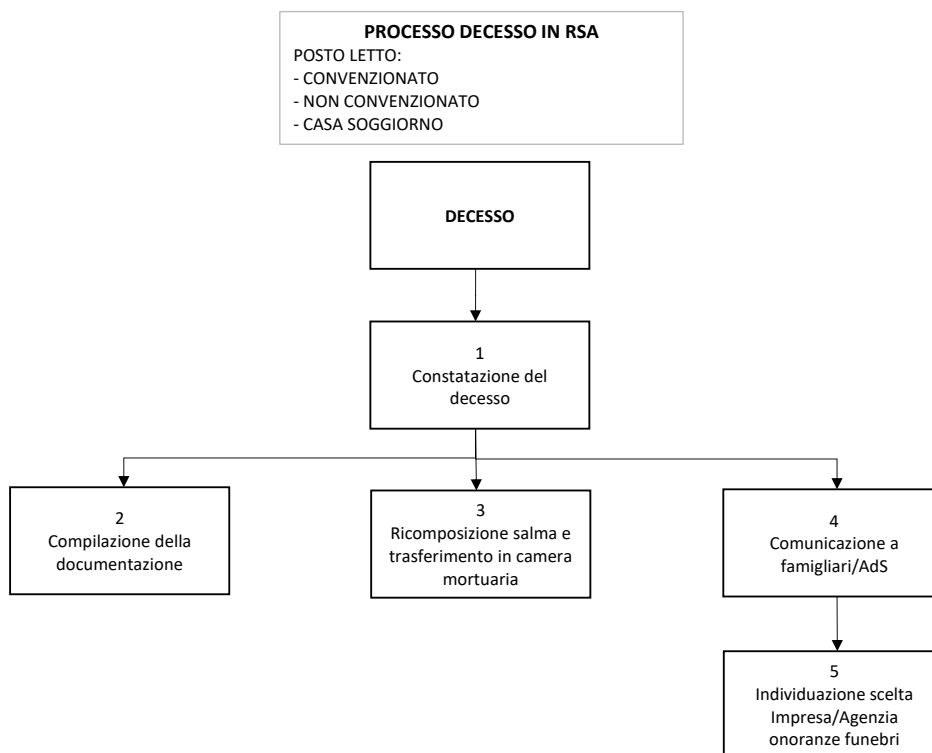 PROCESSO DECESSO IN RSA
POSTO LETTO:
- CONVENZIONATO
- NON CONVENZIONATO
- CASA SOGGIORNO
DECESSO
1
Constatazione del
decesso
2
Compilazione della
documentazione
3
Ricomposizione salma e
trasferimento in camera
mortuaria
4
Comunicazione a
famigliari/AdS
5
Individuazione scelta
Impresa/Agenzia
onoranze funebri